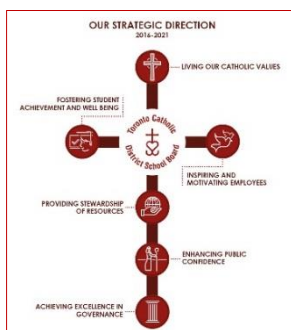 OUR STRATEGIC DIRECTION
2016-2021
LIVING OUR CATHOLIC VALUES
FOSTERING STUDENT
ACHIEVEMENT AND WELL BEING
Toronto Catholic
District School Board
INSPIRING AND
MOTIVATING EMPLOYEES
PROVIDING STEWARDSHIP
OF RESOURCES
ENHANCING PUBLIC
CONFIDENCE
ACHIEVING EXCELLENCE IN
GOVERNANCE